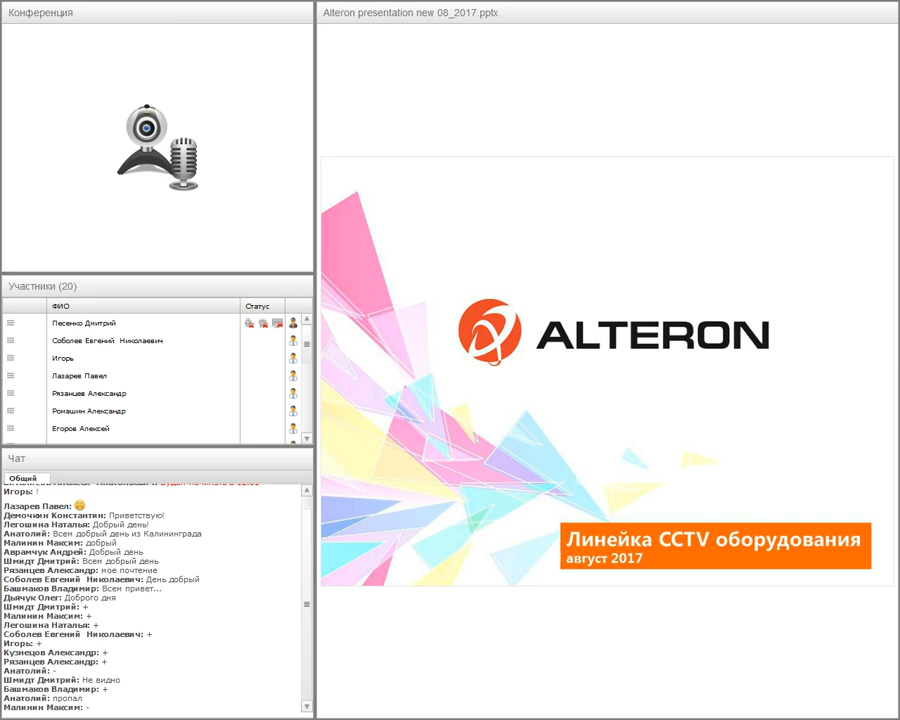 Конференция
Участники (20)
ФИО Статус
Песенко Дмитрий
Соболев Евгений Николаевич
Игорь
Лазарев Павел
Рязанцев Александр
Ромашин Александр
Егоров Алексей
Чат
Общий
Игорь: !
Лазарев Павел:
Демочкин Константин: Приветствую!
Легошина Наталья: Добрый день!
Анатолий: Всем добрый день из Калининграда
Малинин Максим: добрый
Аврамчук Андрей: Добрый день
Шмидт Дмитрий: Всем добрый день
Рязанцев Александр: мое почтение
Соболев Евгений Николаевич: День добрый
Башмаков Владимир: Всем привет...
Дьячук Олег: Доброго дня
Шмидт Дмитрий: +
Малинин Максим: +
Легошина Наталья: +
Соболев Евгений Николаевич: +
Игорь: +
Кузнецов Александр: +
Рязанцев Александр: +
Анатолий: -
Шмидт Дмитрий: Не видно
Башмаков Владимир: +
Анатолий: пропал
Малинин Максим: -
Alteron presentation new 08_2017.pptx
ALTERON
Линейка CCTV оборудования
август 2017